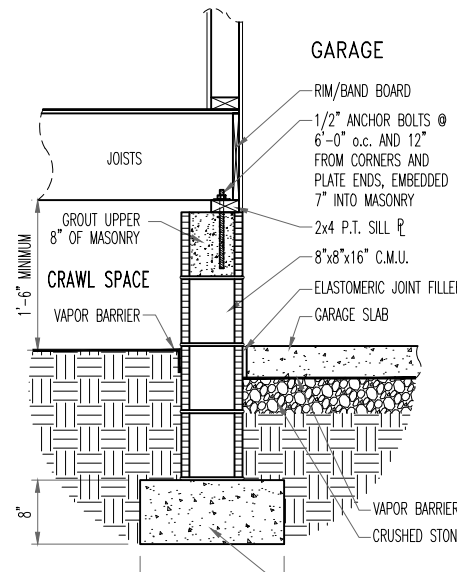 GARAGE
RIM/BAND BOARD
1/2" ANCHOR BOLTS @
6'-0" o.c. AND 12"
FROM CORNERS AND
PLATE ENDS, EMBEDDED
7" INTO MASONRY
JOISTS
GROUT UPPER
8" OF MASONRY
2x4 P.T. SILL ⅊
8"x8"x16" C.M.U.
1'-6" MINIMUM
CRAWL SPACE
ELASTOMERIC JOINT FILLE
VAPOR BARRIER
GARAGE SLAB
8"
VAPOR BARRIER
CRUSHED STON